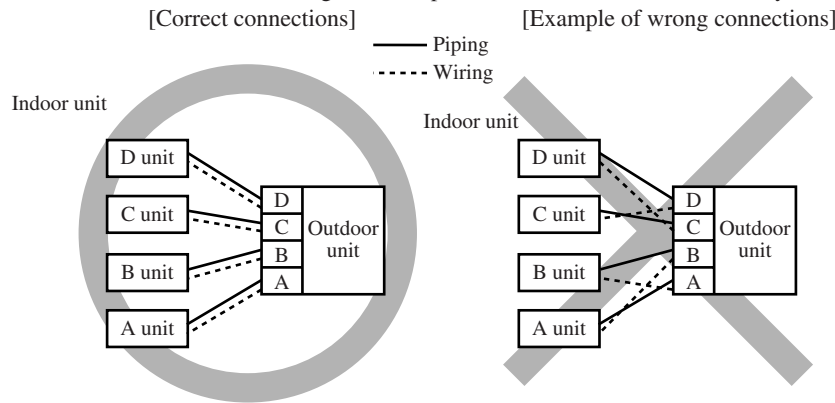 [Correct connections]
[Example of wrong connections]
Piping
Wiring
Indoor unit
D unit
C unit
B unit
A unit
D
C
B
A
Outdoor
unit
Indoor unit
D unit
C unit
B unit
A unit
D
C
B
A
Outdoor
unit